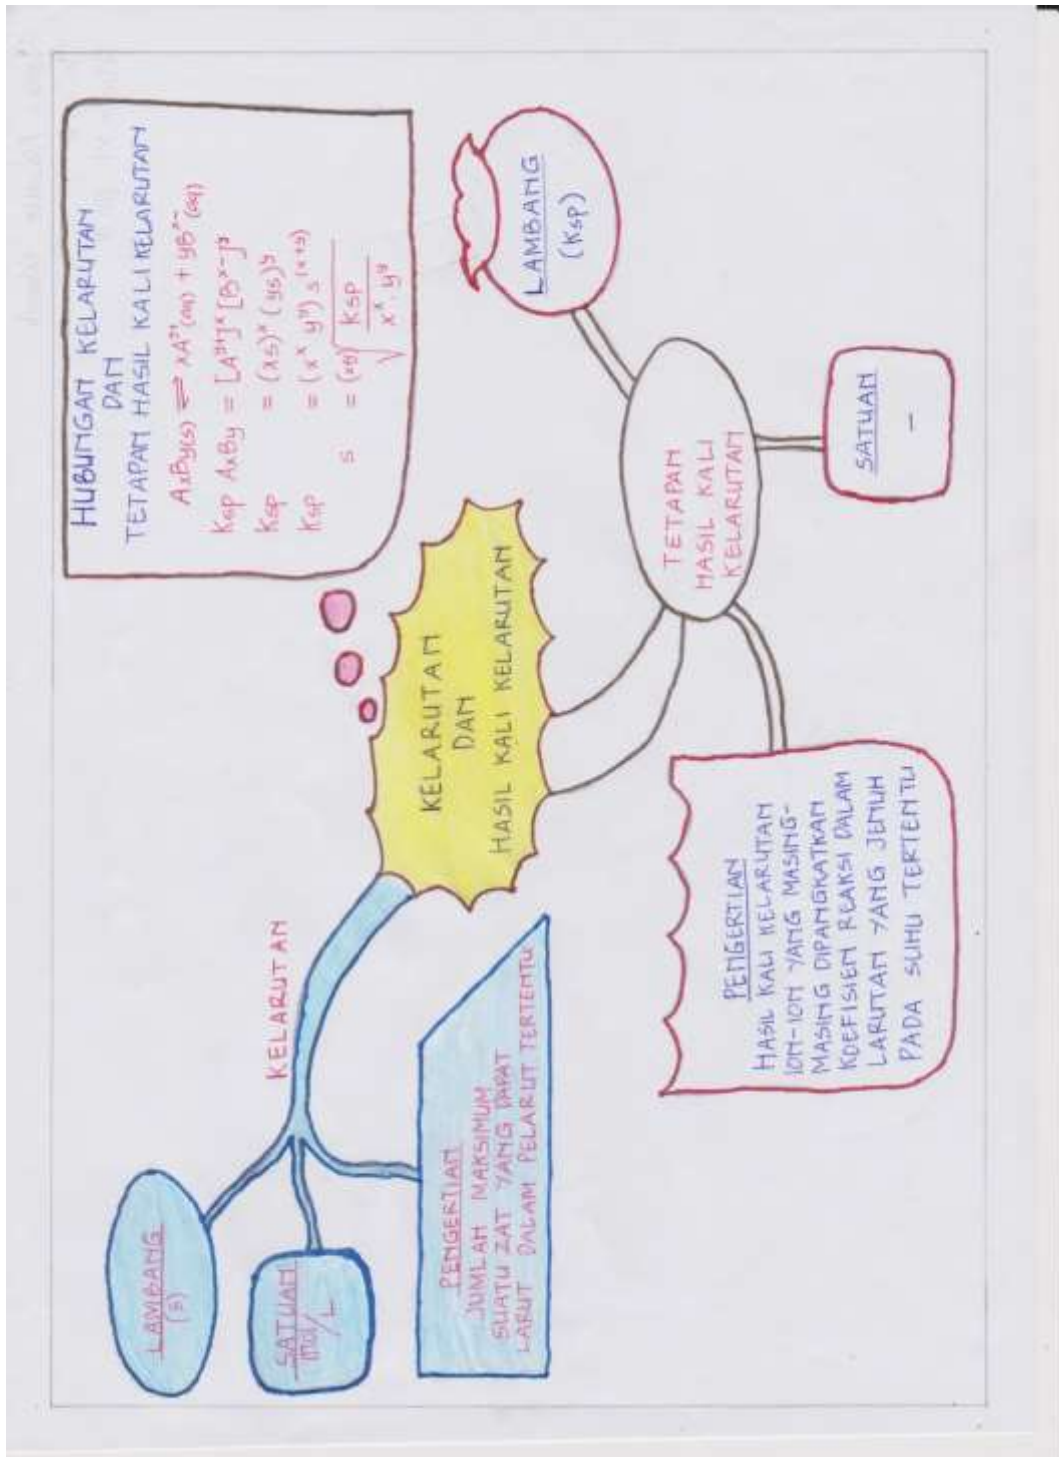 KELARUTAN
DAN
HASIL KALI KELARUTAN
HUBUNGAN KELARUTAN
DAN
TETAPAN HASIL KALI KELARUTAN
AxBy(s) ⇌ xA^y+(aq) + yB^x-(aq)
Ksp AxBy = [A^y+]^x [B^x-]^y
Ksp = (xs)^x (ys)^y
Ksp = (x^x y^y) s^(x+y)
s = (x+y)√Ksp / x^x . y^y
KELARUTAN
LAMBANG
(s)
SATUAN
mol/L
PENGERTIAN
JUMLAH MAKSIMUM
SUATU ZAT YANG DAPAT
LARUT DALAM PELARUT TERTENTU
TETAPAN
HASIL KALI
KELARUTAN
LAMBANG
(Ksp)
SATUAN
-
PENGERTIAN
HASIL KALI KELARUTAN
ION-ION YANG MASING-
MASING DIPANGKATKAN
KOEFISIEN REAKSI DALAM
LARUTAN YANG JENUH
PADA SUHU TERTENTU